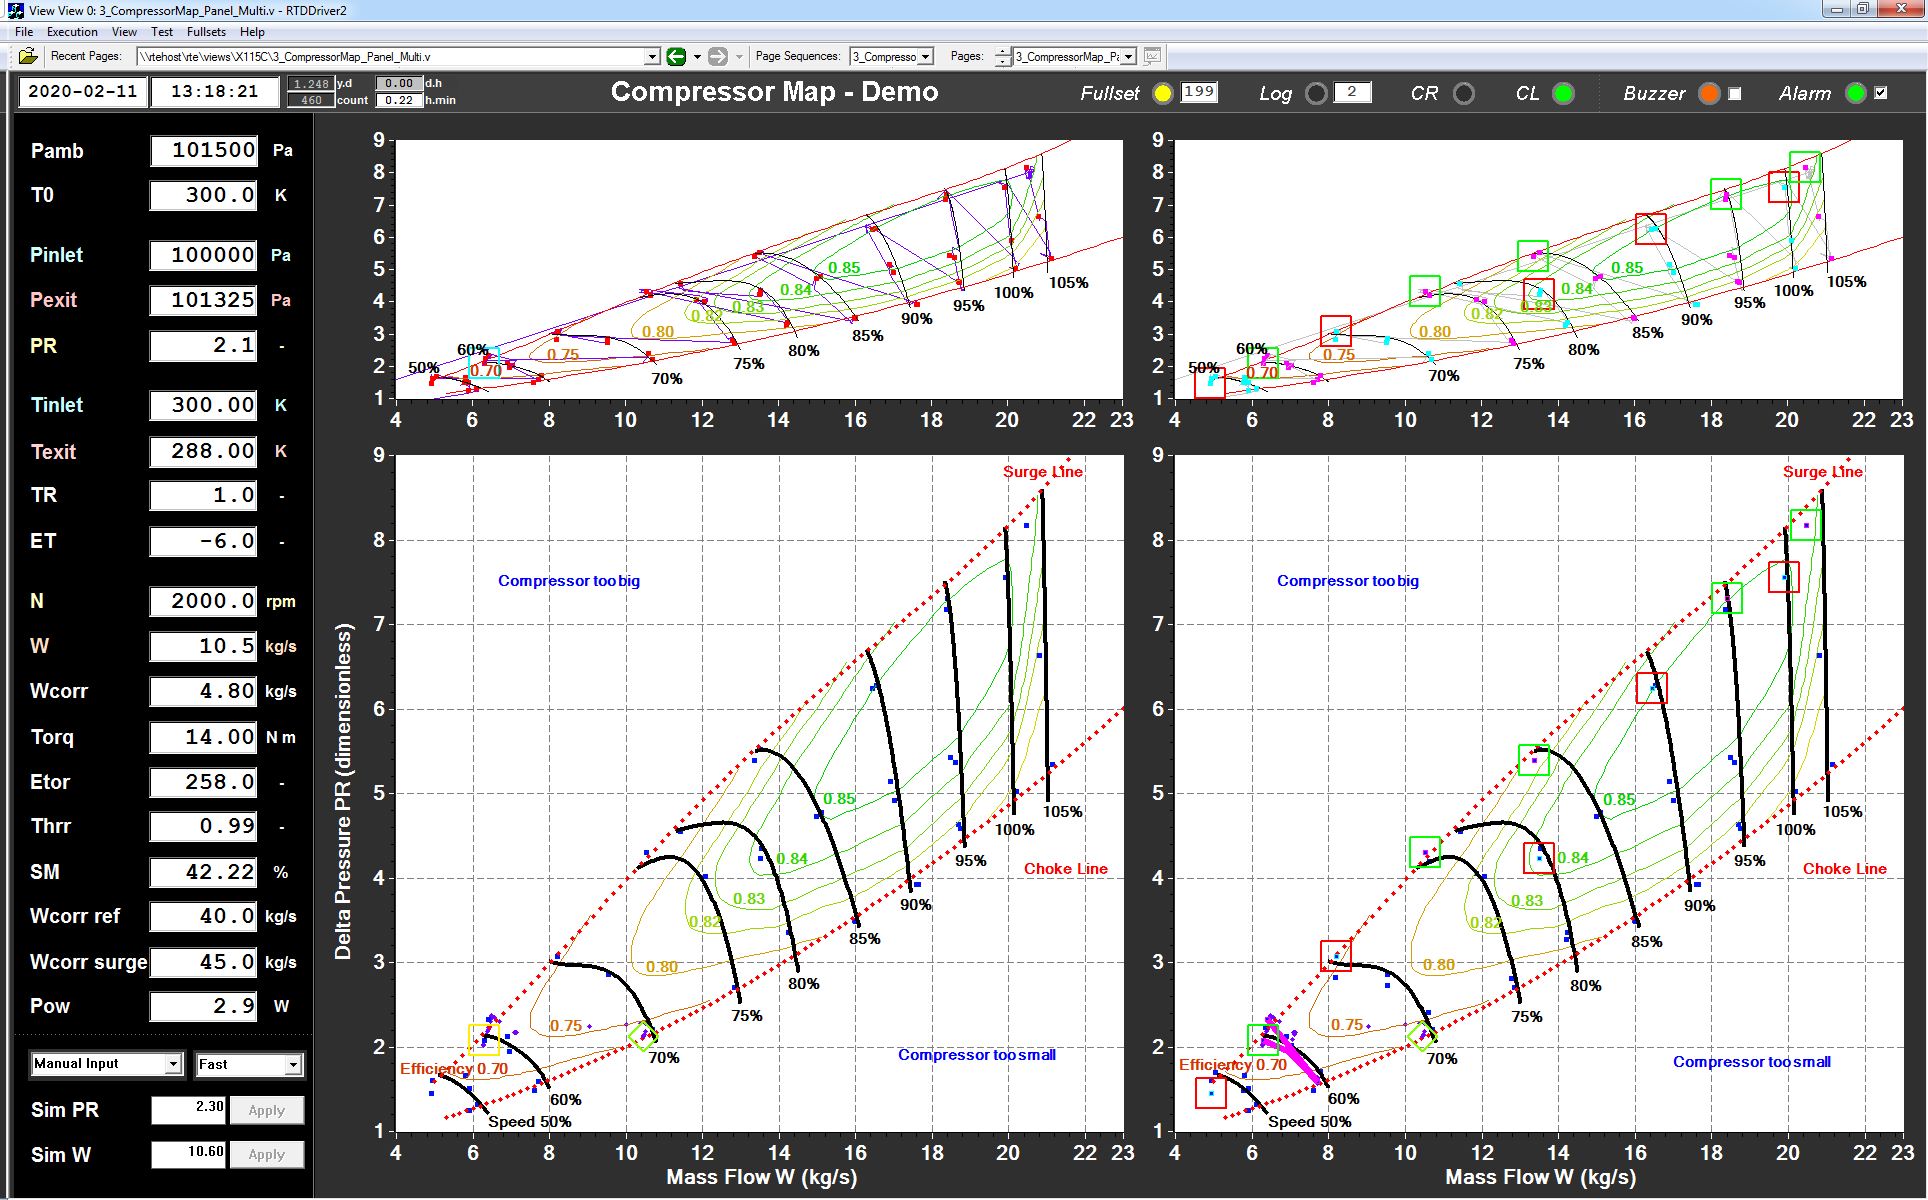 View View 0: 3_CompressorMap_Panel_Multi.v - RTDDriver2
File Execution View Test Fullsets Help
Recent Pages: \\rtehost\rte\views\X115C\3_CompressorMap_Panel_Multi.v Page Sequences: 3_Compresso Pages: 3_CompressorMap_Pa
2020-02-11 13:18:21 1.248 y.d 0.00 d.h
460 count 0.22 h.min
Compressor Map - Demo
Fullset 199 Log 2 CR CL Buzzer Alarm
Pamb 101500 Pa
T0 300.0 K
Pinlet 100000 Pa
Pexit 101325 Pa
PR 2.1 -
Tinlet 300.00 K
Texit 288.00 K
TR 1.0 -
ET -6.0 -
N 2000.0 rpm
W 10.5 kg/s
Wcorr 4.80 kg/s
Torq 14.00 N m
Etor 258.0 -
Thrr 0.99 -
SM 42.22 %
Wcorr ref 40.0 kg/s
Wcorr surge 45.0 kg/s
Pow 2.9 W
Manual Input Fast
Sim PR 2.30 Apply
Sim W 10.60 Apply
9
8
7
6
5
4
3
2
1
0.85
0.84
0.83
0.82
0.80
0.75
0.70
50%
60%
70%
75%
80%
85%
90%
95%
100%
105%
4 6 8 10 12 14 16 18 20 22 23
9
8
7
6
5
4
3
2
1
0.85
0.84
0.83
0.82
0.80
0.75
0.70
50%
60%
70%
75%
80%
85%
90%
95%
100%
105%
4 6 8 10 12 14 16 18 20 22 23
Delta Pressure PR (dimensionless)
9
8
7
6
5
4
3
2
1
Surge Line
Compressor too big
0.85
0.84
0.83
0.82
0.80
0.75
Efficiency 0.70
105%
100%
95%
90%
85%
80%
75%
70%
60%
Speed 50%
Choke Line
Compressor too small
4 6 8 10 12 14 16 18 20 22 23
Mass Flow W (kg/s)
9
8
7
6
5
4
3
2
1
Surge Line
Compressor too big
0.85
0.84
0.83
0.82
0.80
0.75
Efficiency 0.70
105%
100%
95%
90%
85%
80%
75%
70%
60%
Speed 50%
Choke Line
Compressor too small
4 6 8 10 12 14 16 18 20 22 23
Mass Flow W (kg/s)